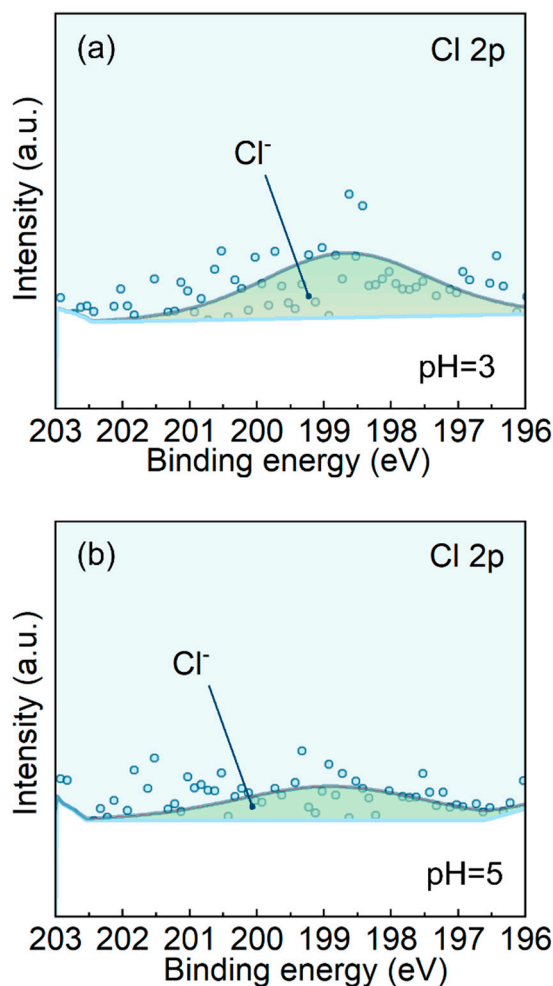 (a)
Cl 2p
Cl⁻
Intensity (a.u.)
pH=3
203 202 201 200 199 198 197 196
Binding energy (eV)
(b)
Cl 2p
Cl⁻
Intensity (a.u.)
pH=5
203 202 201 200 199 198 197 196
Binding energy (eV)